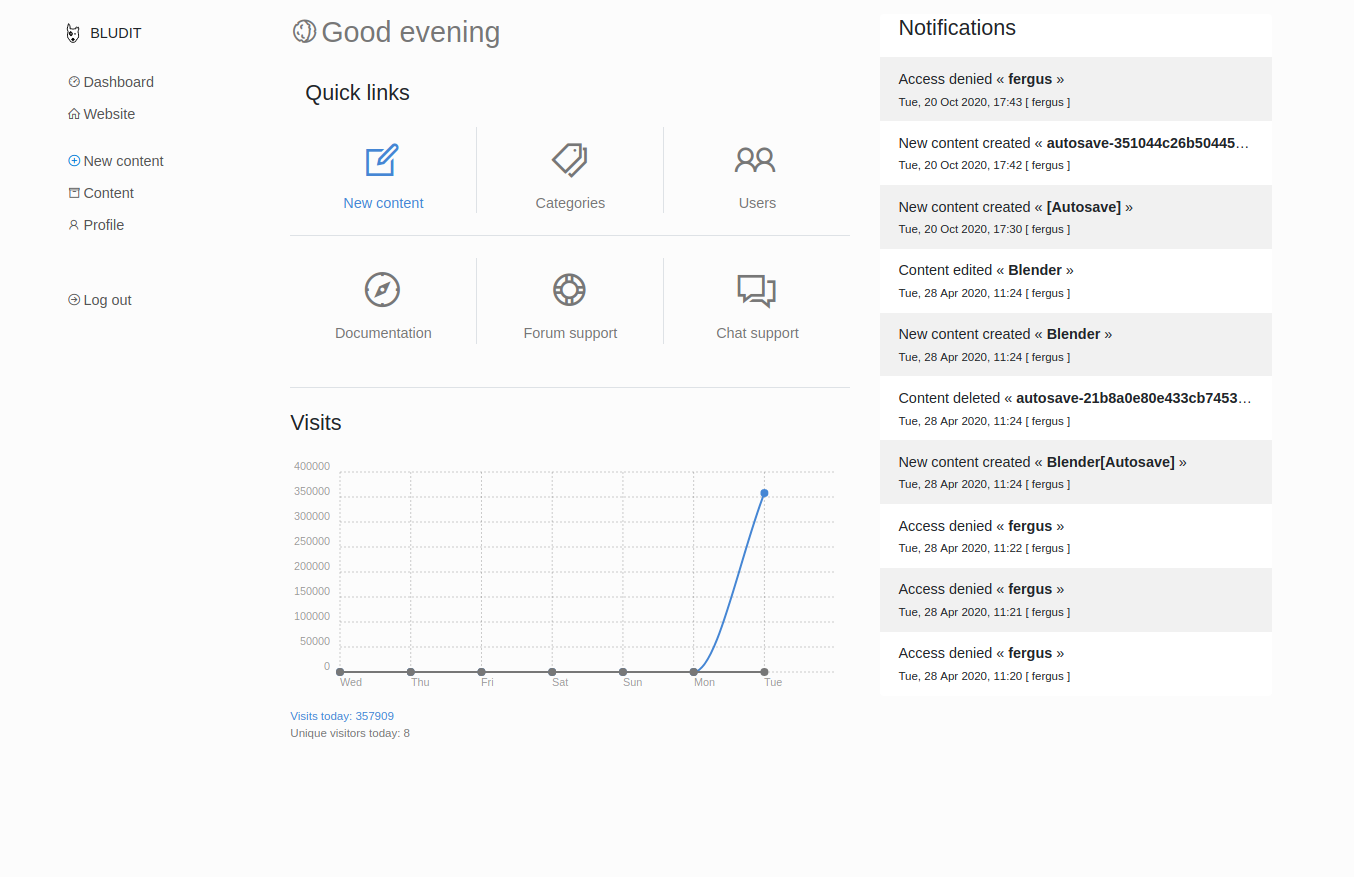 BLUDIT
Dashboard
Website
New content
Content
Profile
Log out
Good evening
Quick links
New content
Categories
Users
Documentation
Forum support
Chat support
Visits
400000
350000
300000
250000
200000
150000
100000
50000
0
Wed Thu Fri Sat Sun Mon Tue
Visits today: 357909
Unique visitors today: 8
Notifications
Access denied « fergus »
Tue, 20 Oct 2020, 17:43 [ fergus ]
New content created « autosave-351044c26b50445…
Tue, 20 Oct 2020, 17:42 [ fergus ]
New content created « [Autosave] »
Tue, 20 Oct 2020, 17:30 [ fergus ]
Content edited « Blender »
Tue, 28 Apr 2020, 11:24 [ fergus ]
New content created « Blender »
Tue, 28 Apr 2020, 11:24 [ fergus ]
Content deleted « autosave-21b8a0e80e433cb7453…
Tue, 28 Apr 2020, 11:24 [ fergus ]
New content created « Blender[Autosave] »
Tue, 28 Apr 2020, 11:24 [ fergus ]
Access denied « fergus »
Tue, 28 Apr 2020, 11:22 [ fergus ]
Access denied « fergus »
Tue, 28 Apr 2020, 11:21 [ fergus ]
Access denied « fergus »
Tue, 28 Apr 2020, 11:20 [ fergus ]